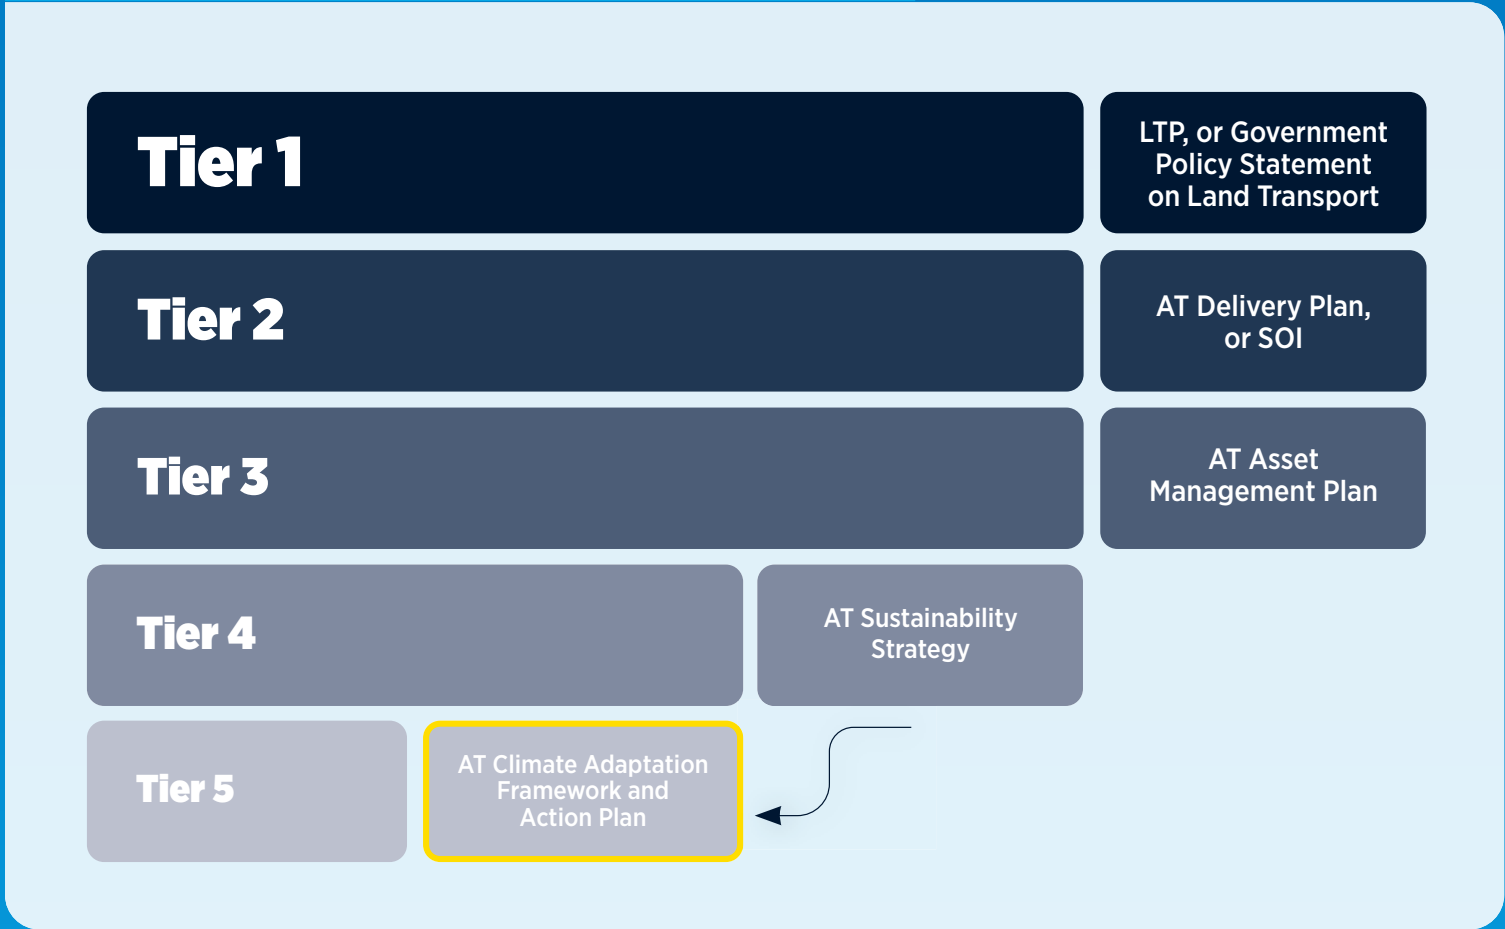 Tier 1
LTP, or Government
Policy Statement
on Land Transport
Tier 2
AT Delivery Plan,
or SOI
Tier 3
AT Asset
Management Plan
Tier 4
AT Sustainability
Strategy
Tier 5
AT Climate Adaptation
Framework and
Action Plan